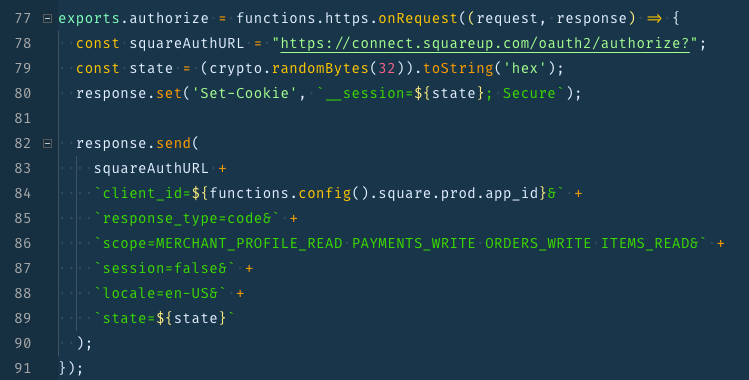 77 exports.authorize = functions.https.onRequest((request, response) => {
78 const squareAuthURL = "https://connect.squareup.com/oauth2/authorize?";
79 const state = (crypto.randomBytes(32)).toString('hex');
80 response.set('Set-Cookie', `__session=${state}; Secure`);
81
82 response.send(
83 squareAuthURL +
84 `client_id=${functions.config().square.prod.app_id}&` +
85 `response_type=code&` +
86 `scope=MERCHANT_PROFILE_READ PAYMENTS_WRITE ORDERS_WRITE ITEMS_READ&` +
87 `session=false&` +
88 `locale=en-US&` +
89 `state=${state}`
90 );
91 });